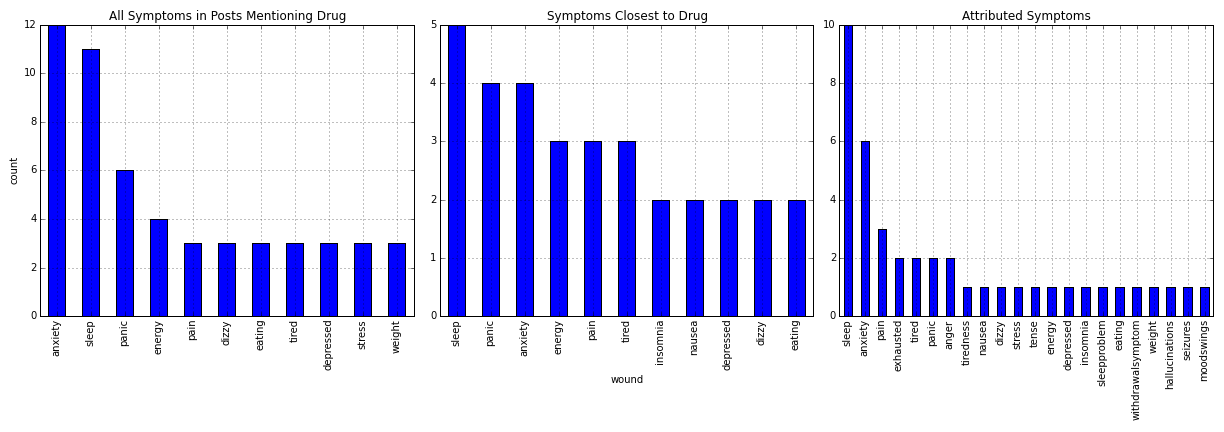 All Symptoms in Posts Mentioning Drug
count
12
10
8
6
4
2
0
anxiety
sleep
panic
energy
pain
dizzy
eating
tired
depressed
stress
weight
Symptoms Closest to Drug
5
4
3
2
1
0
sleep
panic
anxiety
energy
pain
tired
insomnia
nausea
depressed
dizzy
eating
wound
Attributed Symptoms
10
8
6
4
2
0
sleep
anxiety
pain
exhausted
tired
panic
anger
tiredness
nausea
dizzy
stress
tense
energy
depressed
insomnia
sleepproblem
eating
withdrawalsymptom
weight
hallucinations
seizures
moodswings